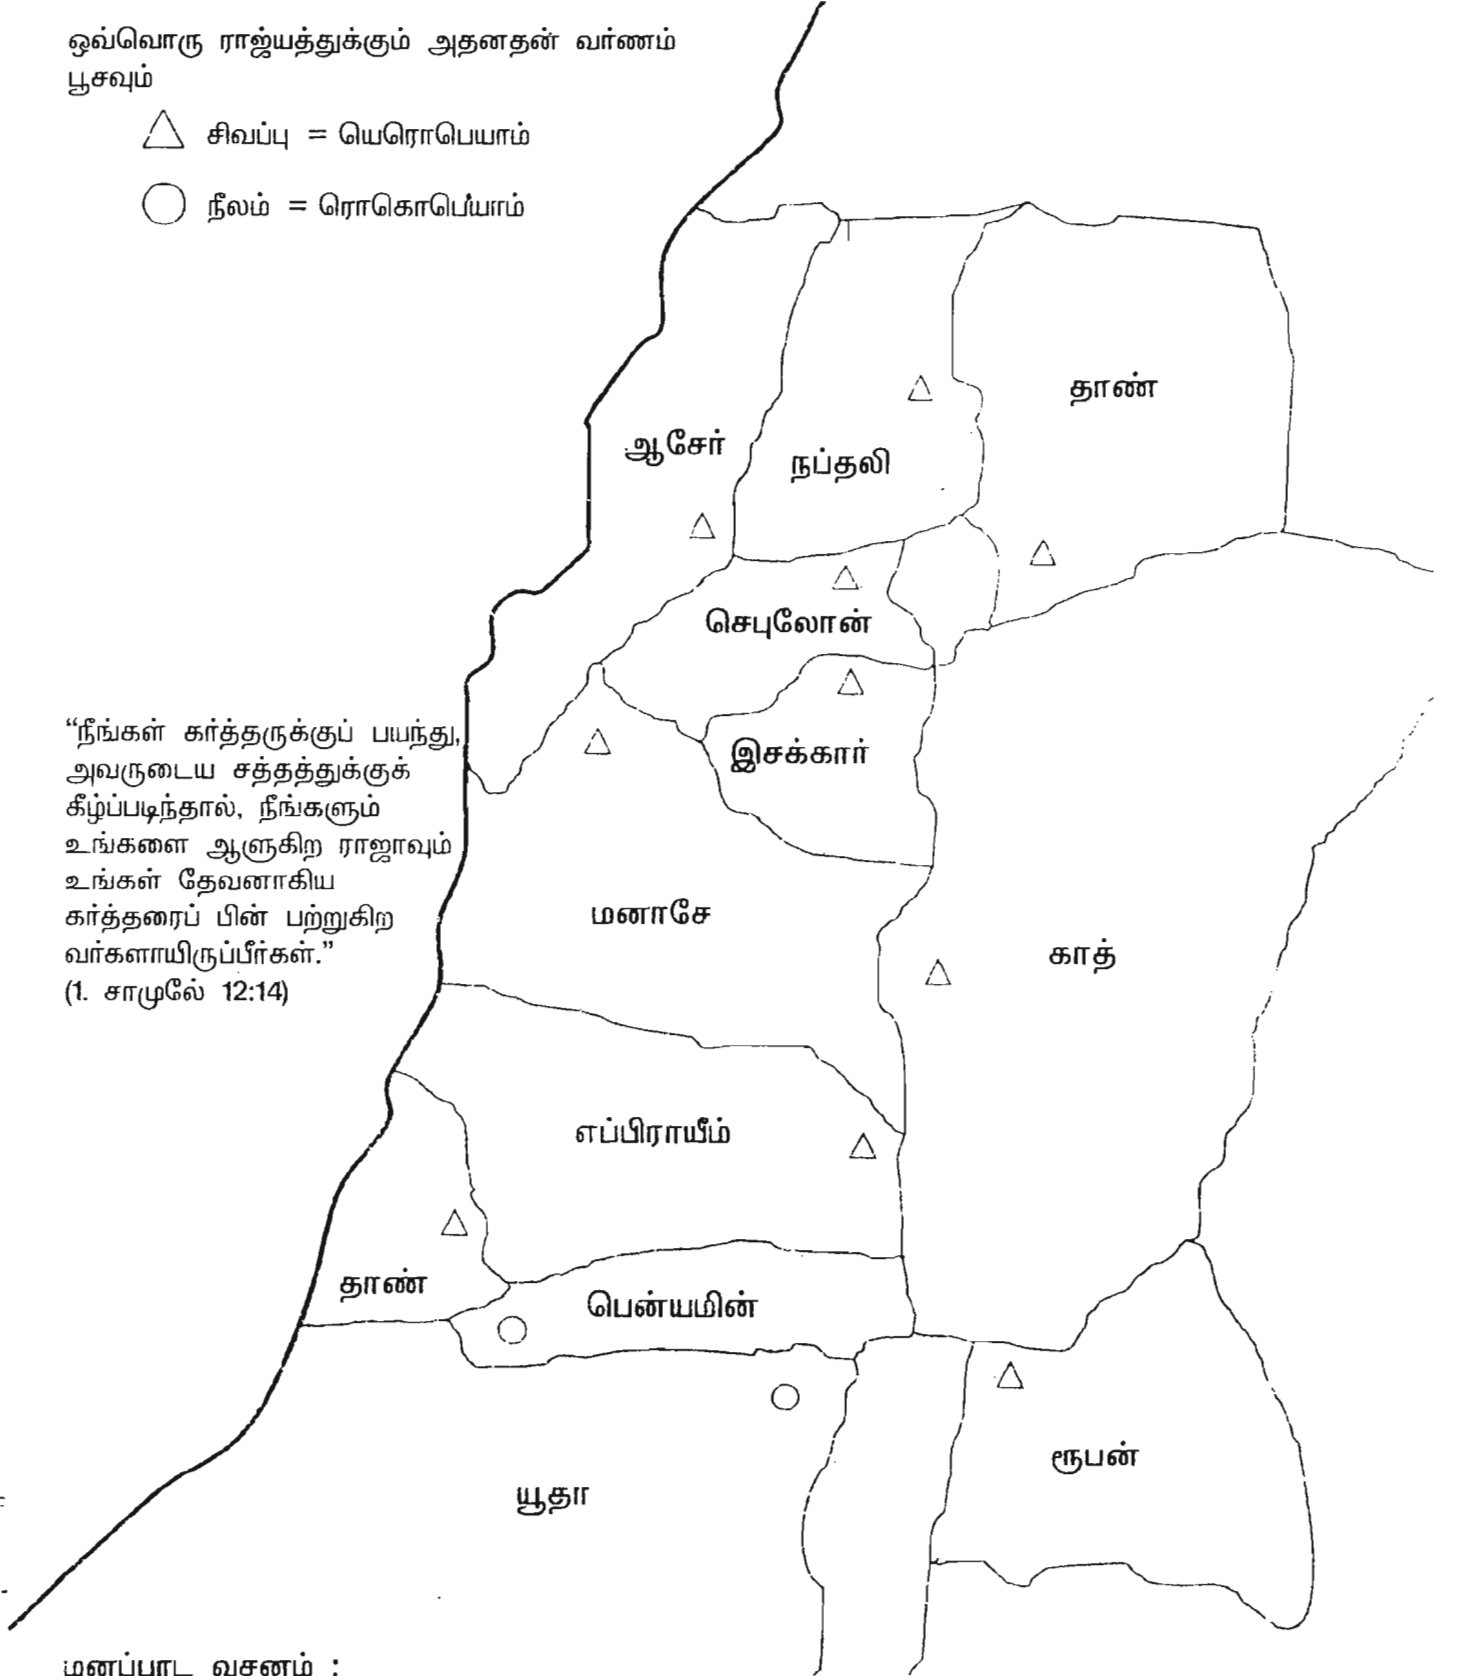 ஒவ்வொரு ராஜ்யத்துக்கும் அதனதன் வர்ணம்
பூசவும்
சிவப்பு = யெரொபெயாம்
நீலம் = ரொகொபெயாம்
தாண்
ஆசேர்
நப்தலி
செபுலோன்
இசக்கார்
“நீங்கள் கர்த்தருக்குப் பயந்து,
அவருடைய சத்தத்துக்குக்
கீழ்ப்படிந்தால், நீங்களும்
உங்களை ஆளுகிற ராஜாவும்
உங்கள் தேவனாகிய
கர்த்தரைப் பின் பற்றுகிற
வர்களாயிருப்பீர்கள்.”
(1. சாமுலே் 12:14)
மனாசே
காத்
எப்பிராயீம்
தாண்
பென்யமின்
ரூபன்
யூதா
மனப்பாட வசனம் :